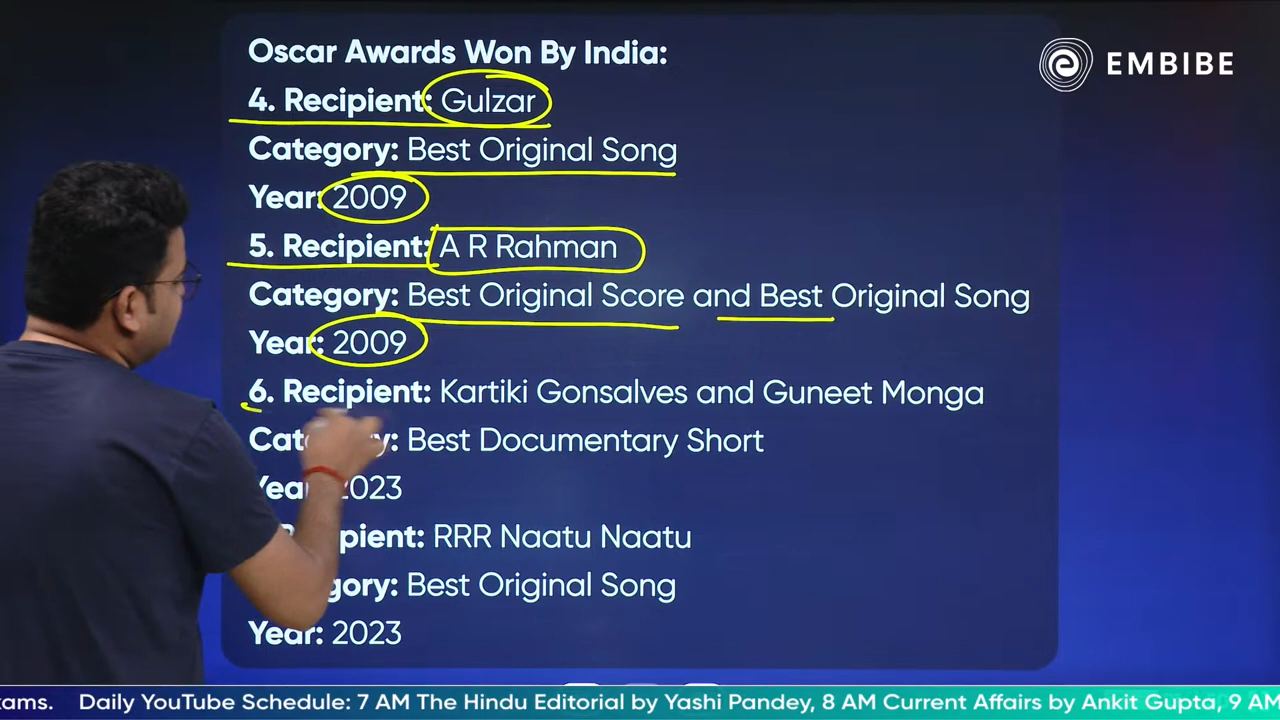 Oscar Awards Won By India:
EMBIBE
4. Recipient: Gulzar
Category: Best Original Song
Year: 2009
5. Recipient: A R Rahman
Category: Best Original Score and Best Original Song
Year: 2009
6. Recipient: Kartiki Gonsalves and Guneet Monga
Cat y: Best Documentary Short
Year 2023
pient: RRR Naatu Naatu
gory: Best Original Song
Year: 2023
xams. Daily YouTube Schedule: 7 AM The Hindu Editorial by Yashi Pandey, 8 AM Current Affairs by Ankit Gupta, 9 AM